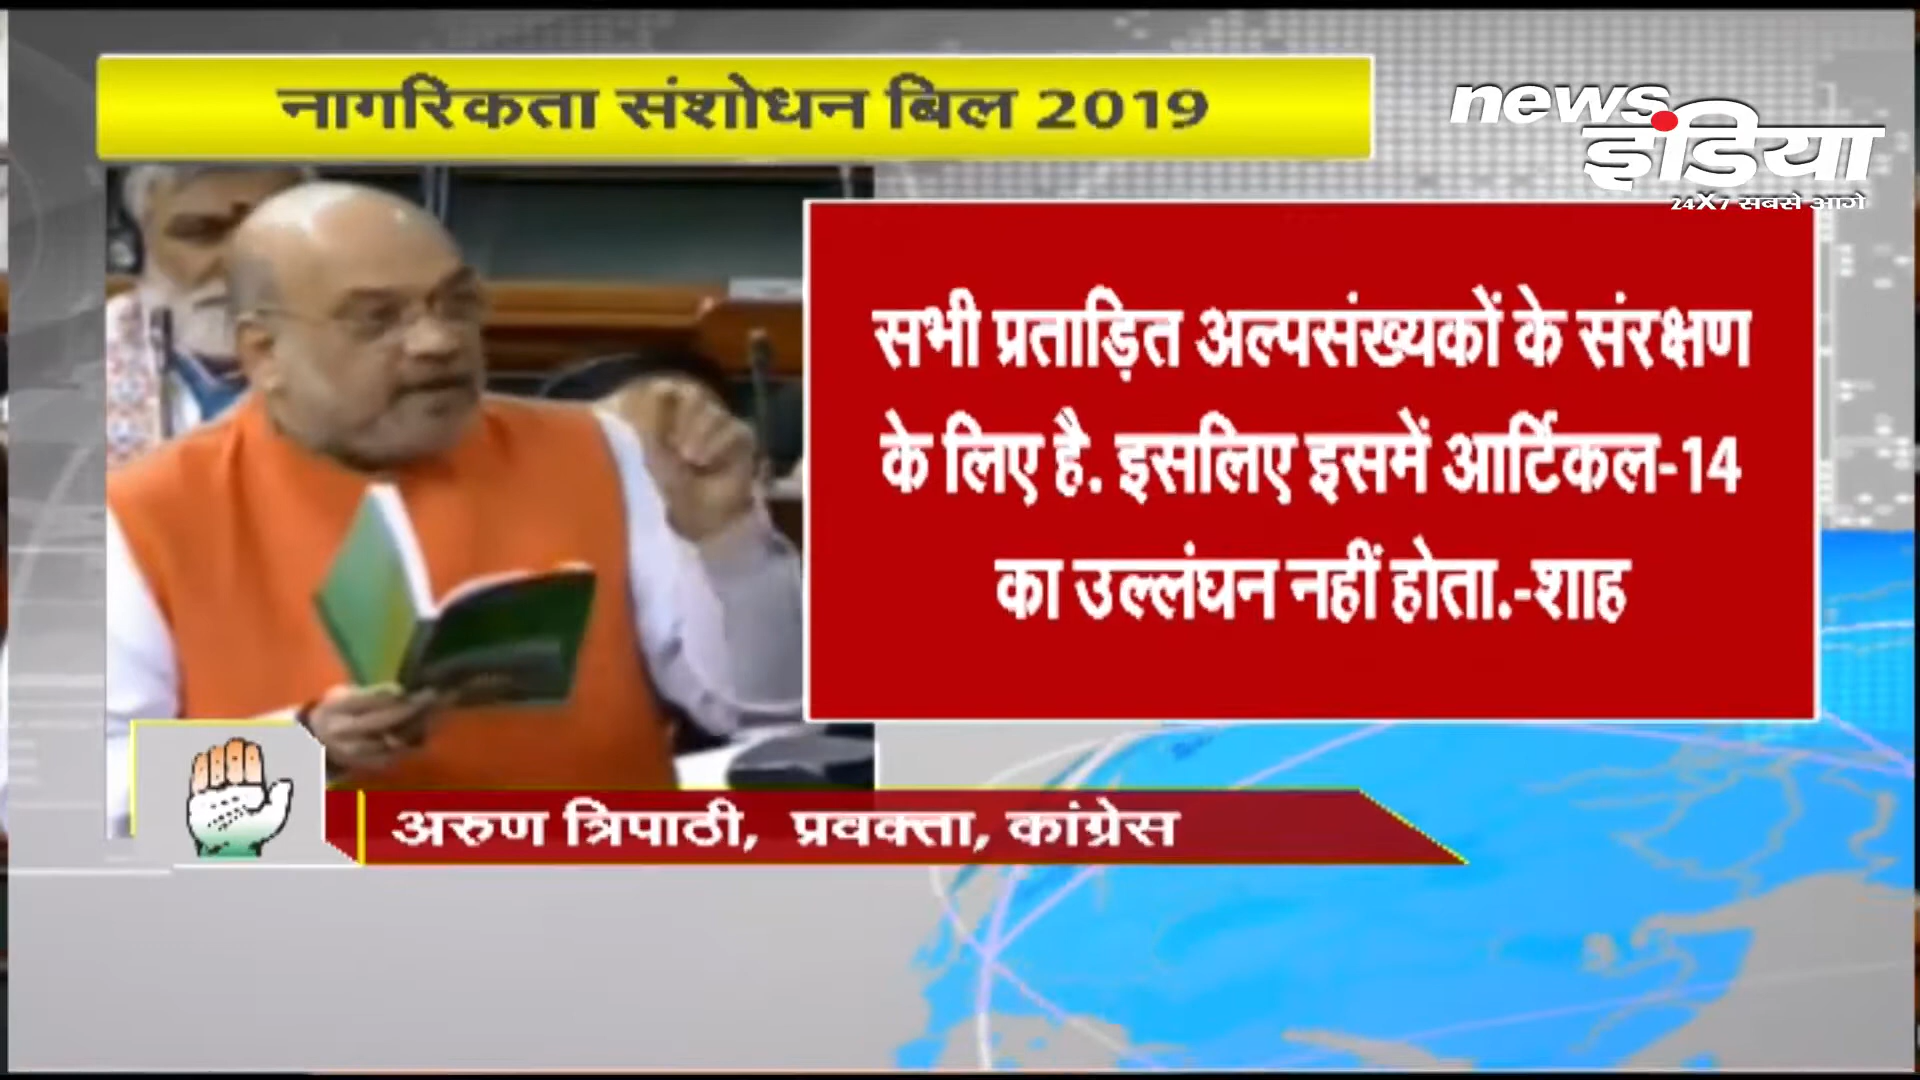 नागरिकता संशोधन बिल 2019
news
इंडिया
24X7 सबसे आगे
सभी प्रताड़ित अल्पसंख्यकों के संरक्षण
के लिए है. इसलिए इसमें आर्टिकल-14
का उल्लंघन नहीं होता.-शाह
अरुण त्रिपाठी, प्रवक्ता, कांग्रेस